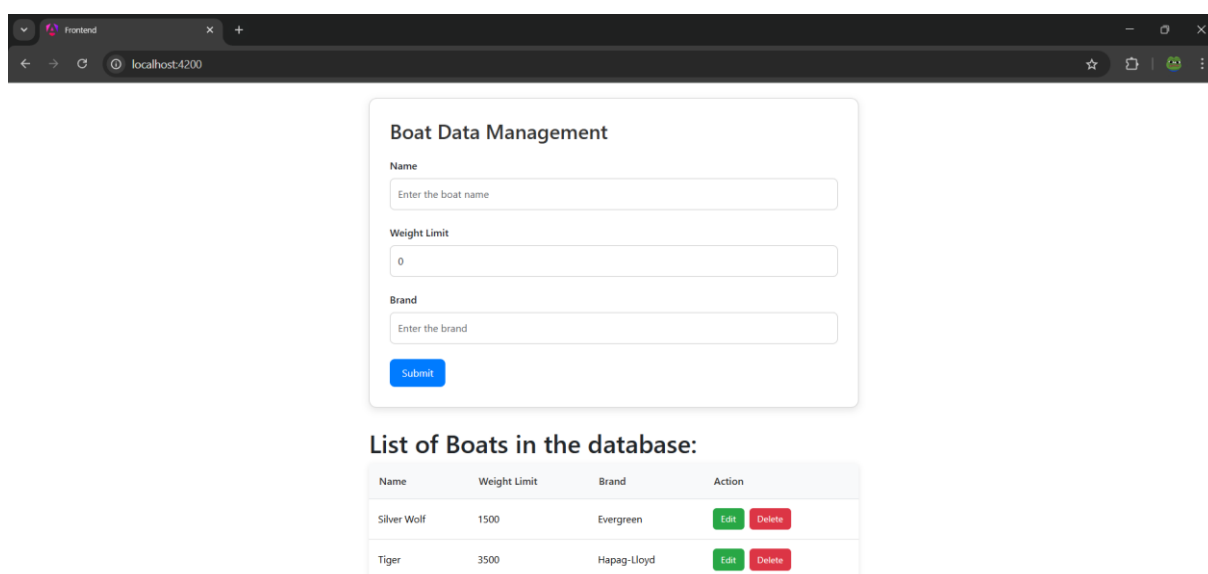 Frontend
localhost:4200
Boat Data Management
Name
Enter the boat name
Weight Limit
0
Brand
Enter the brand
Submit
List of Boats in the database:
Name Weight Limit Brand Action
Silver Wolf 1500 Evergreen Edit Delete
Tiger 3500 Hapag-Lloyd Edit Delete